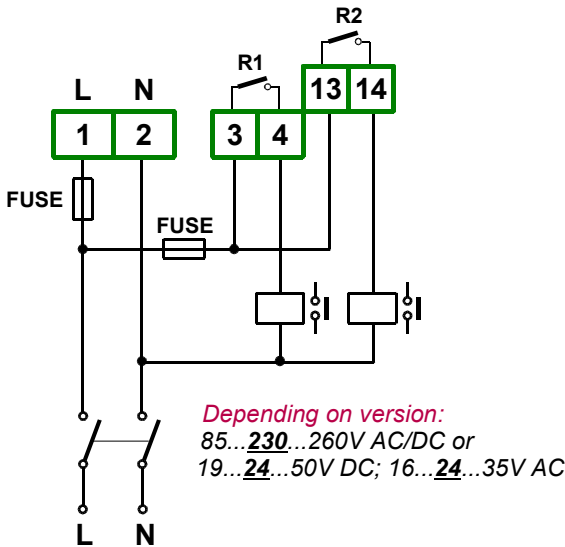 R2
R1
L N
13 14
1 2 3 4
FUSE
FUSE
Depending on version:
85...230...260V AC/DC or
19...24...50V DC; 16...24...35V AC
L N